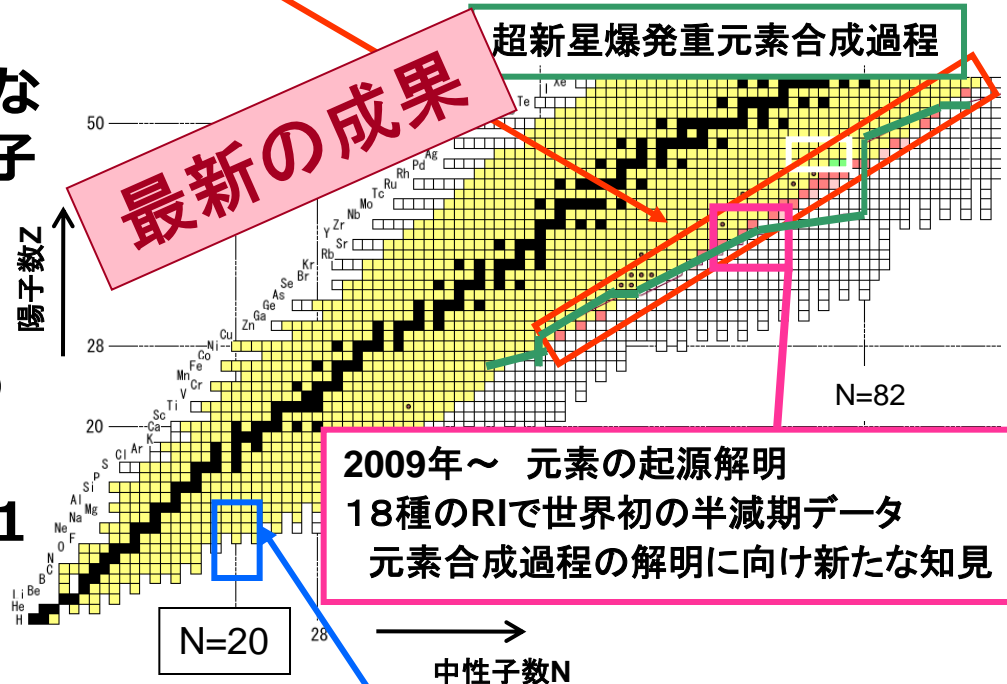 超新星爆発重元素合成過程
最新の成果
な
子
1
陽子数Z
50
28
20
Xe
Te
Ag
Pd
Rh
Ru
Tc
Mo
Nb
Zr
Y
Sr
Rb
Kr
Br
Se
As
Ge
Ga
Zn
Cu
Ni
Co
Fe
Mn
Cr
V
Ti
Sc
Ca
K
Ar
Cl
S
P
Si
Al
Mg
Na
Ne
F
O
N
C
B
Be
Li
He
H
N=82
2009年～ 元素の起源解明
18種のRIで世界初の半減期データ
元素合成過程の解明に向け新たな知見
N=20
28
中性子数N